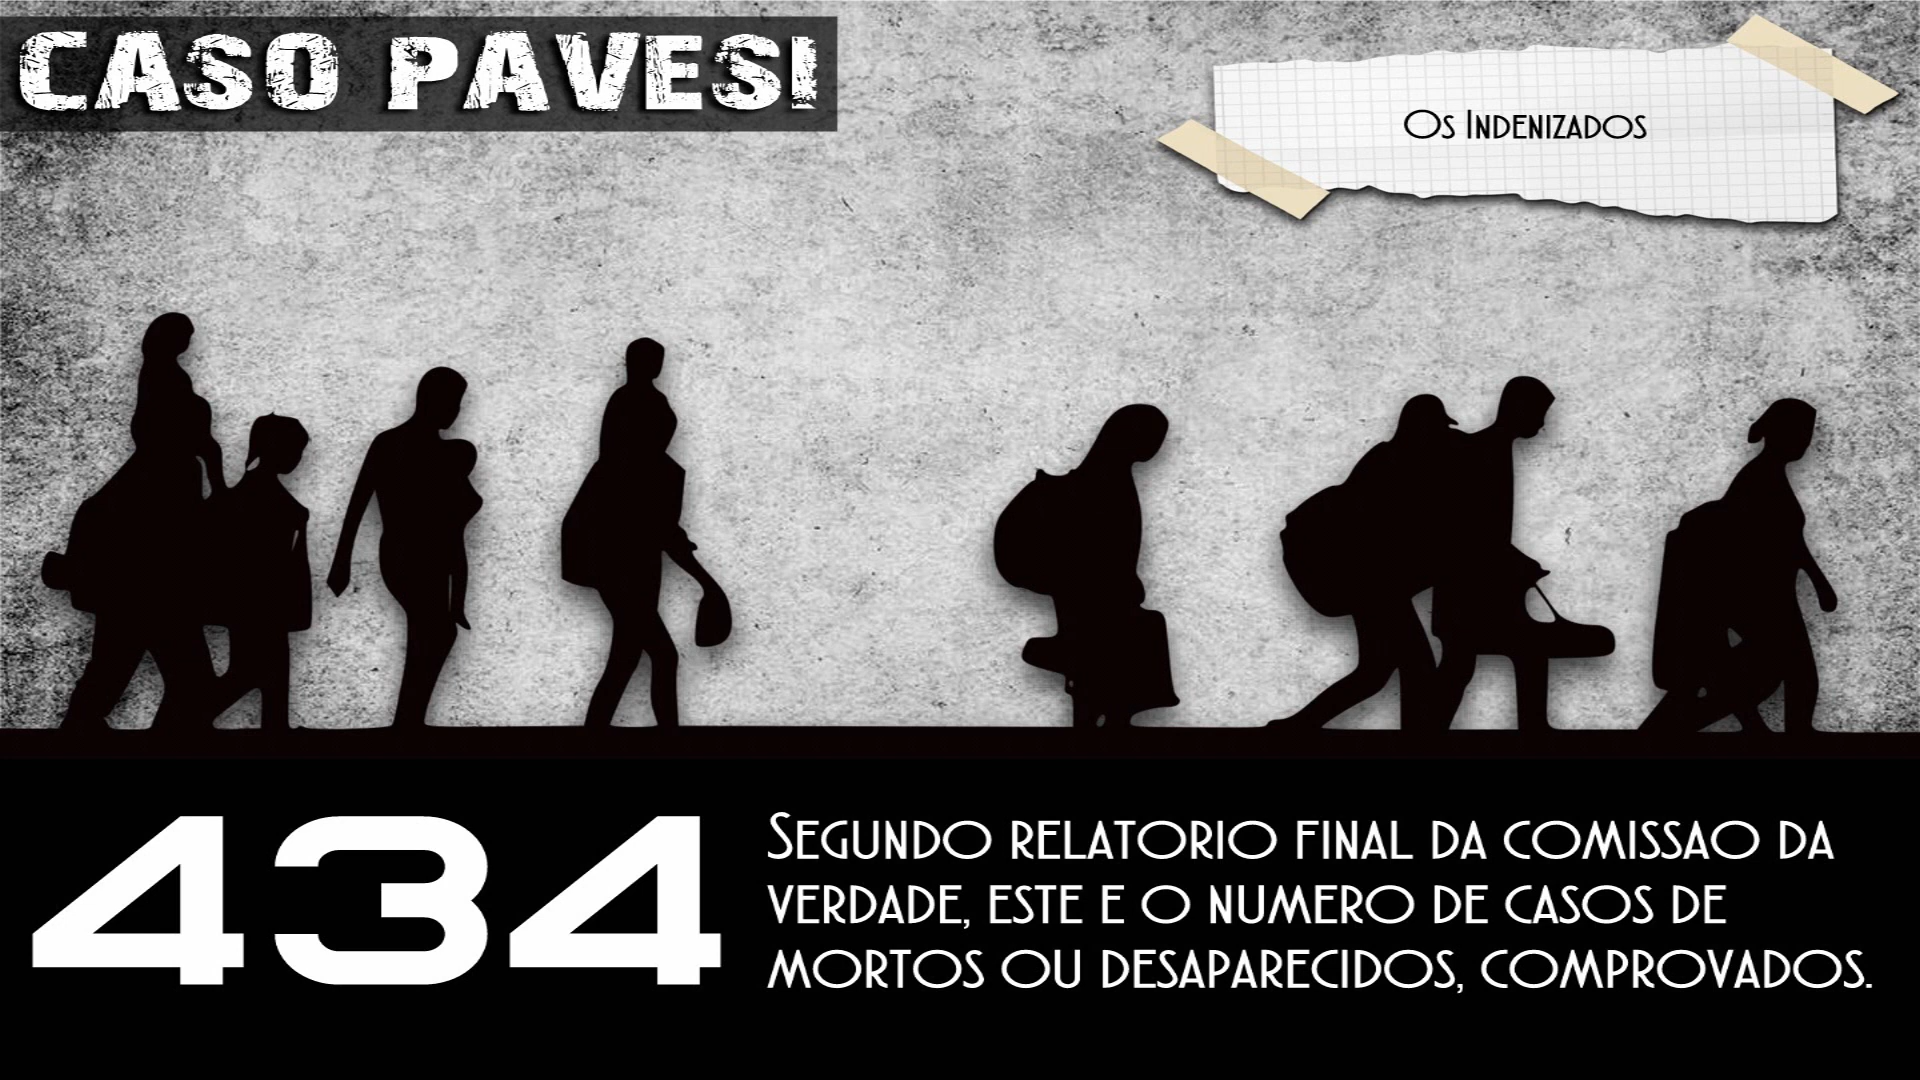 CASO PAVESI
Os Indenizados
434
Segundo relatorio final da comissao da
verdade, este e o numero de casos de
mortos ou desaparecidos, comprovados.